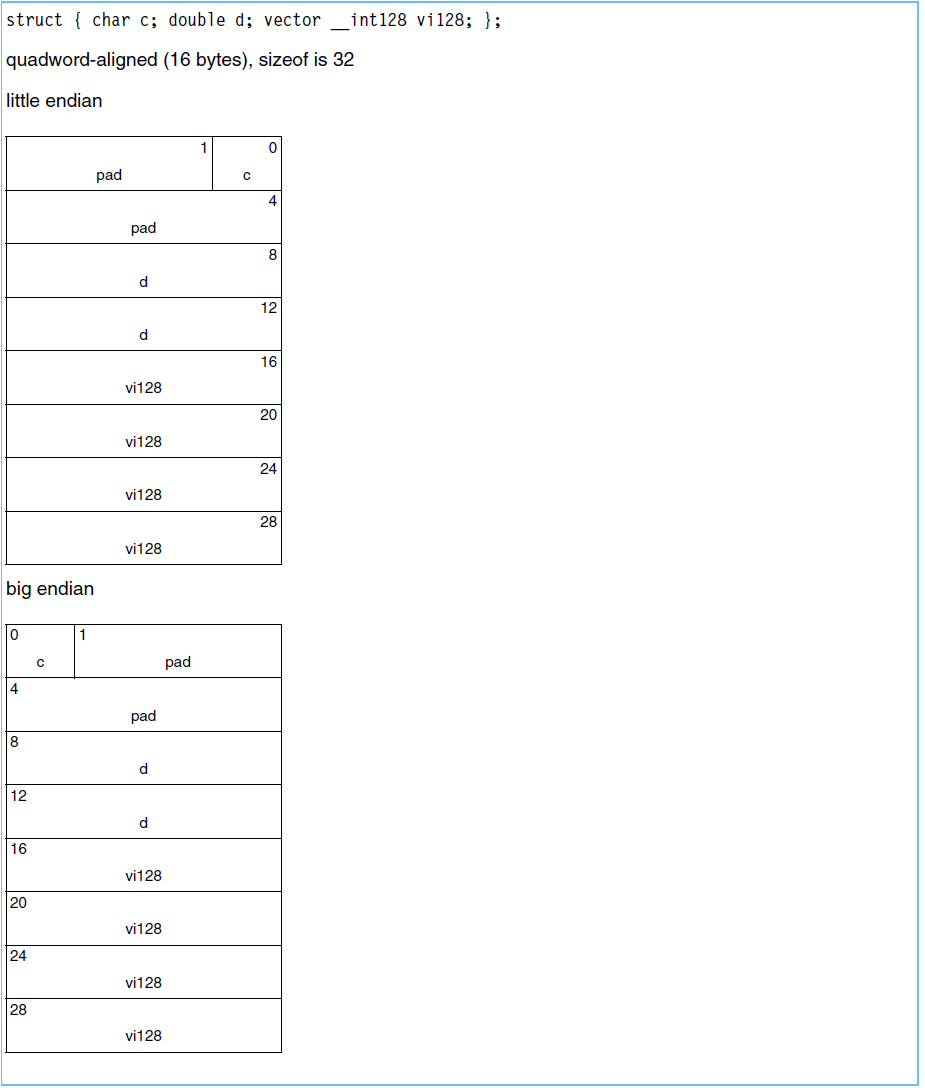 struct { char c; double d; vector __int128 vi128; };
quadword-aligned (16 bytes), sizeof is 32
little endian
1 0
pad c
4
pad
8
d
12
d
16
vi128
20
vi128
24
vi128
28
vi128
big endian
0 1
c pad
4
pad
8
d
12
d
16
vi128
20
vi128
24
vi128
28
vi128